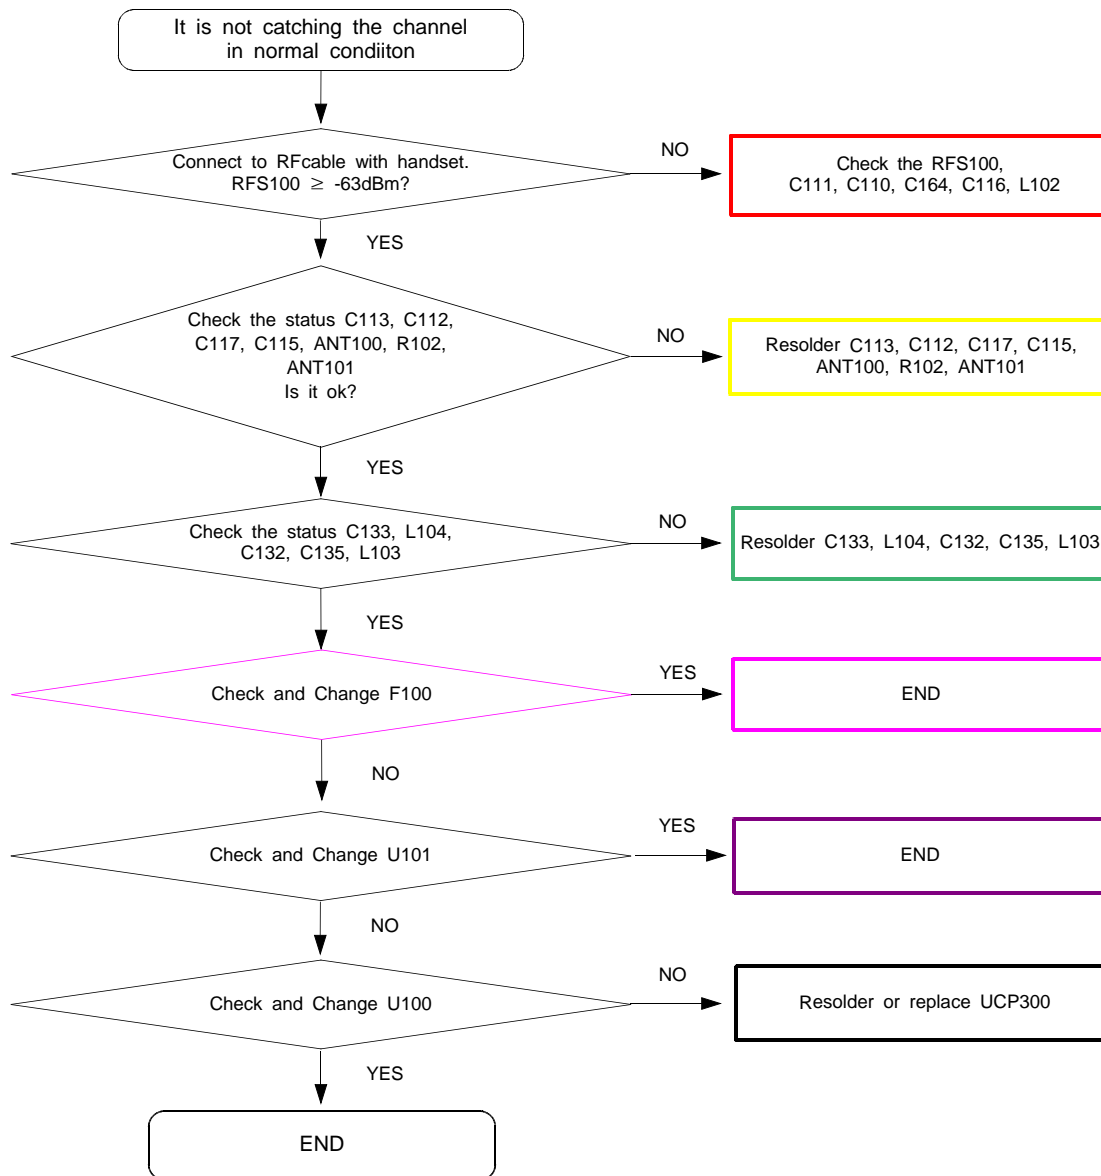 It is not catching the channel
in normal condiiton
Connect to RFcable with handset.
RFS100 ≥ -63dBm?
NO
Check the RFS100,
C111, C110, C164, C116, L102
YES
Check the status C113, C112,
C117, C115, ANT100, R102,
ANT101
Is it ok?
NO
Resolder C113, C112, C117, C115,
ANT100, R102, ANT101
YES
Check the status C133, L104,
C132, C135, L103
NO
Resolder C133, L104, C132, C135, L103
YES
Check and Change F100
YES
END
NO
Check and Change U101
YES
END
NO
Check and Change U100
NO
Resolder or replace UCP300
YES
END